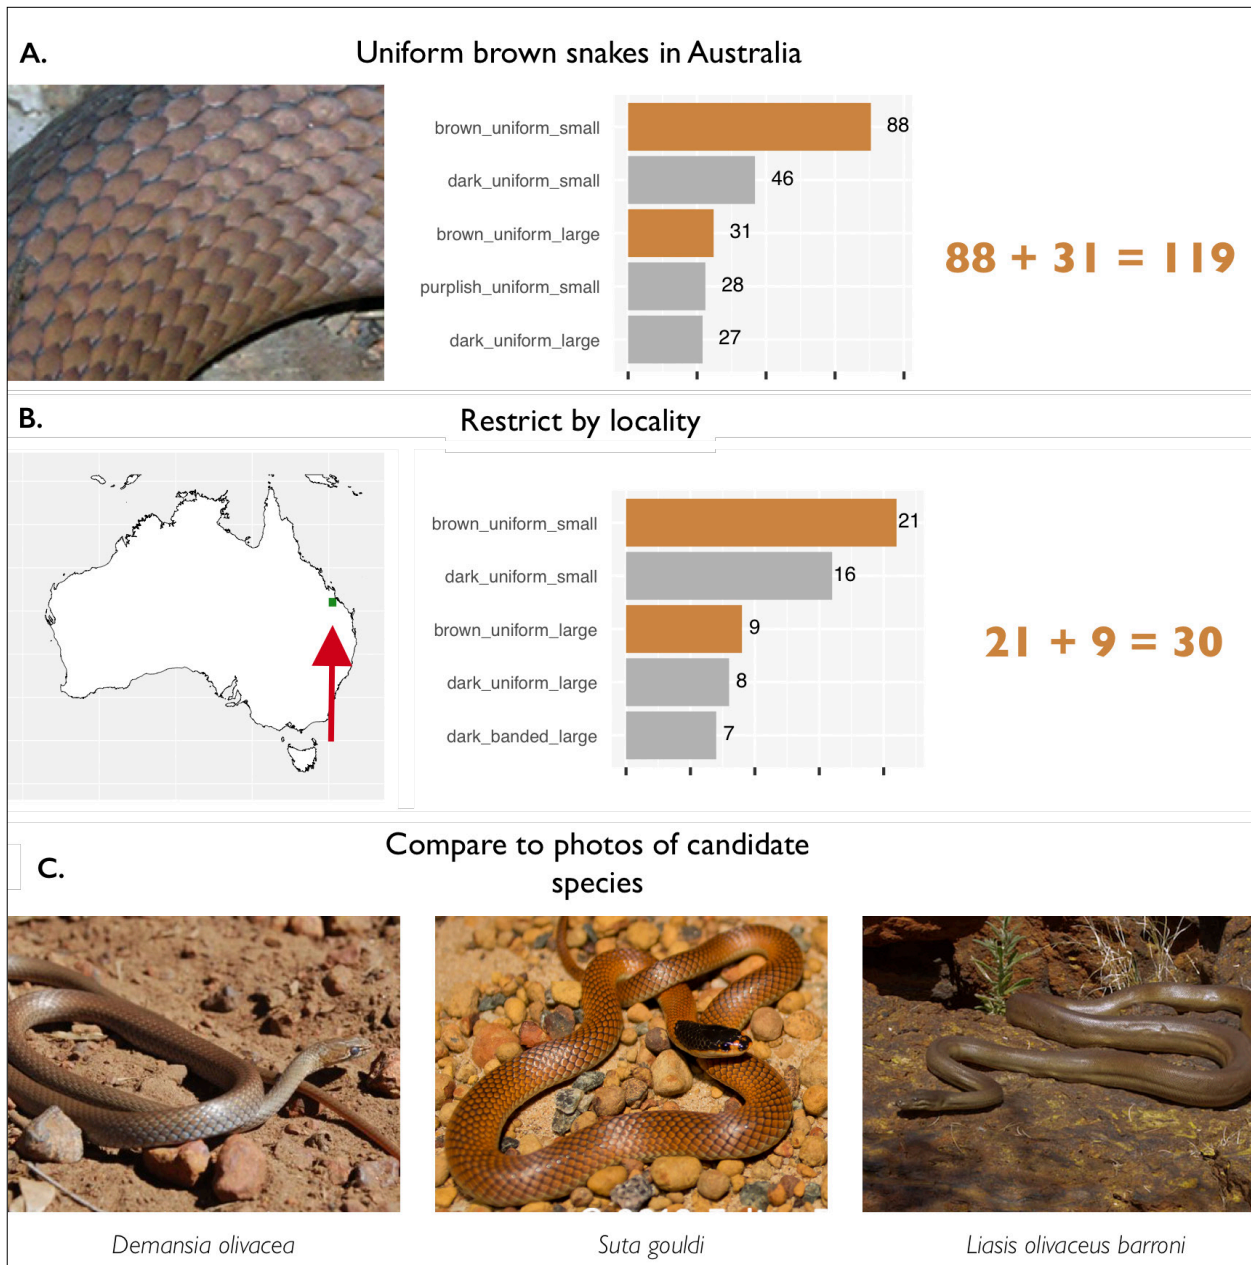 A.
Uniform brown snakes in Australia
brown_uniform_small
88
dark_uniform_small
46
brown_uniform_large
31
purplish_uniform_small
28
dark_uniform_large
27
88 + 31 = 119
B.
Restrict by locality
brown_uniform_small
21
dark_uniform_small
16
brown_uniform_large
9
dark_uniform_large
8
dark_banded_large
7
21 + 9 = 30
C.
Compare to photos of candidate
species
Demansia olivacea
Suta gouldi
Liasis olivaceus barroni